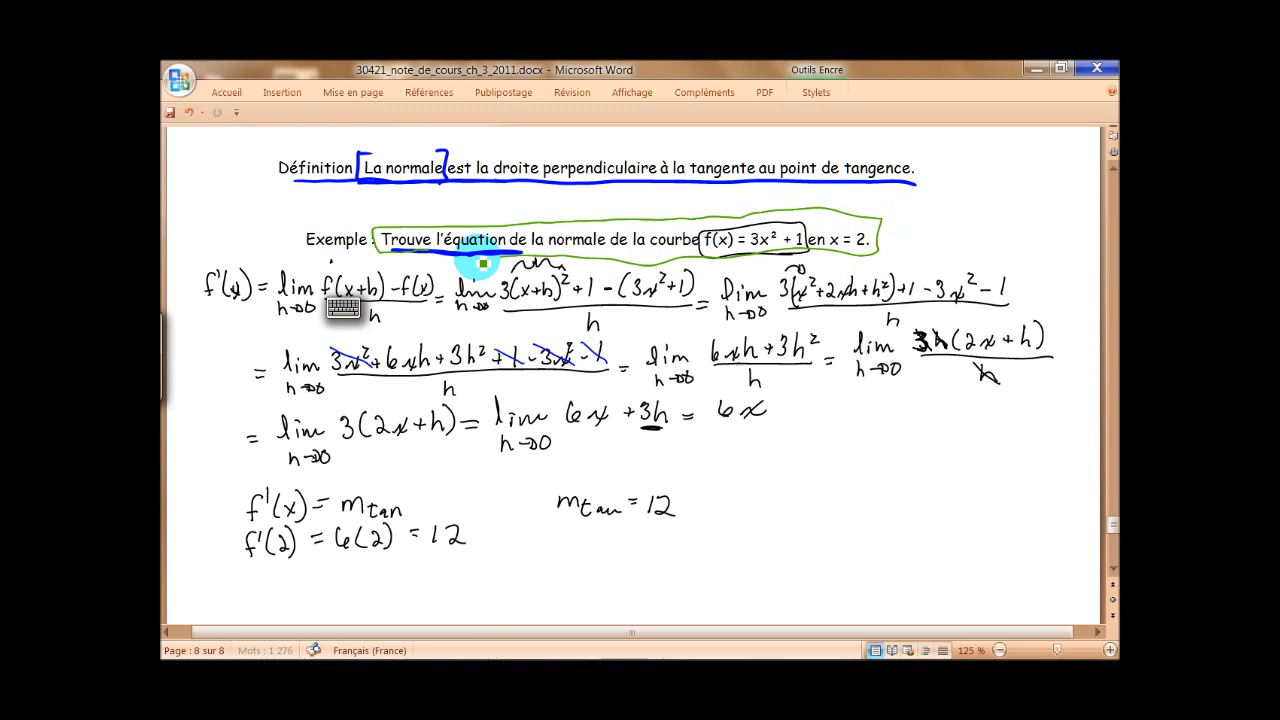 30421_note_de_cours_ch_3_2011.docx - Microsoft Word Outils Encre
Accueil Insertion Mise en page Références Publipostage Révision Affichage Compléments PDF Stylets
Définition La normale est la droite perpendiculaire à la tangente au point de tangence.
Exemple : Trouve l'équation de la normale de la courbe f(x) = 3x² + 1 en x = 2.
f'(x) = lim h→0 (f(x+h) - f(x))/h = lim h→0 (3(x+h)² + 1 - (3x²+1))/h = lim h→0 (3(x²+2xh+h²)+1-3x²-1)/h
= lim h→0 (3x²+6xh+3h²+1-3x²-1)/h = lim h→0 (6xh+3h²)/h = lim h→0 3h(2x+h)/h
= lim h→0 3(2x+h) = lim h→0 6x + 3h = 6x
f'(x) = mtan mtan = 12
f'(2) = 6(2) = 12
Page : 8 sur 8 Mots : 1 276 Français (France) 125 %